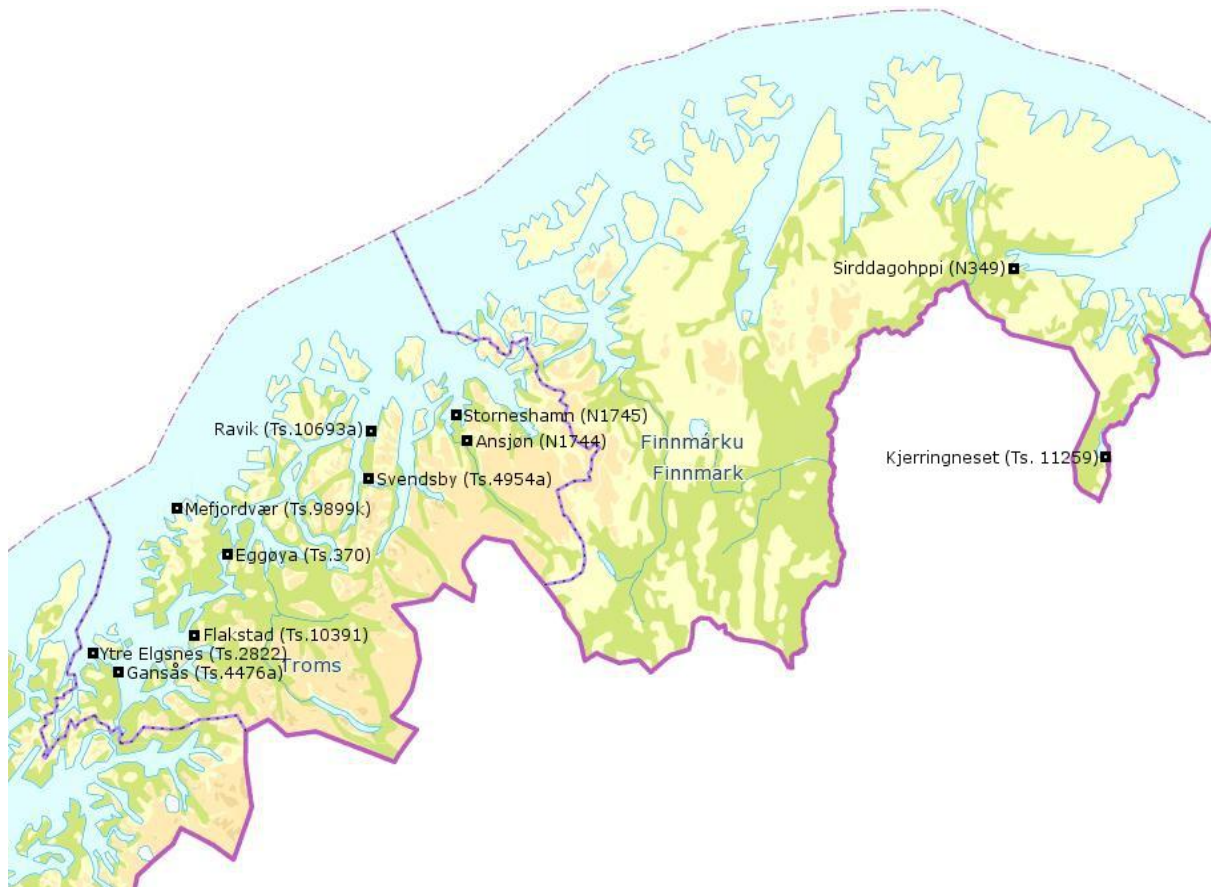 Sirddagohppi (N349)
Storneshamn (N1745)
Ravik (Ts.10693a)
Ansjøn (N1744)
Finnmárku
Finnmark
Kjerringneset (Ts. 11259)
Svendsby (Ts.4954a)
Mefjordvær (Ts.9899k)
Eggøya (Ts.370)
Flakstad (Ts.10391)
Ytre Elgsnes (Ts.2822)
Troms
Gansås (Ts.4476a)